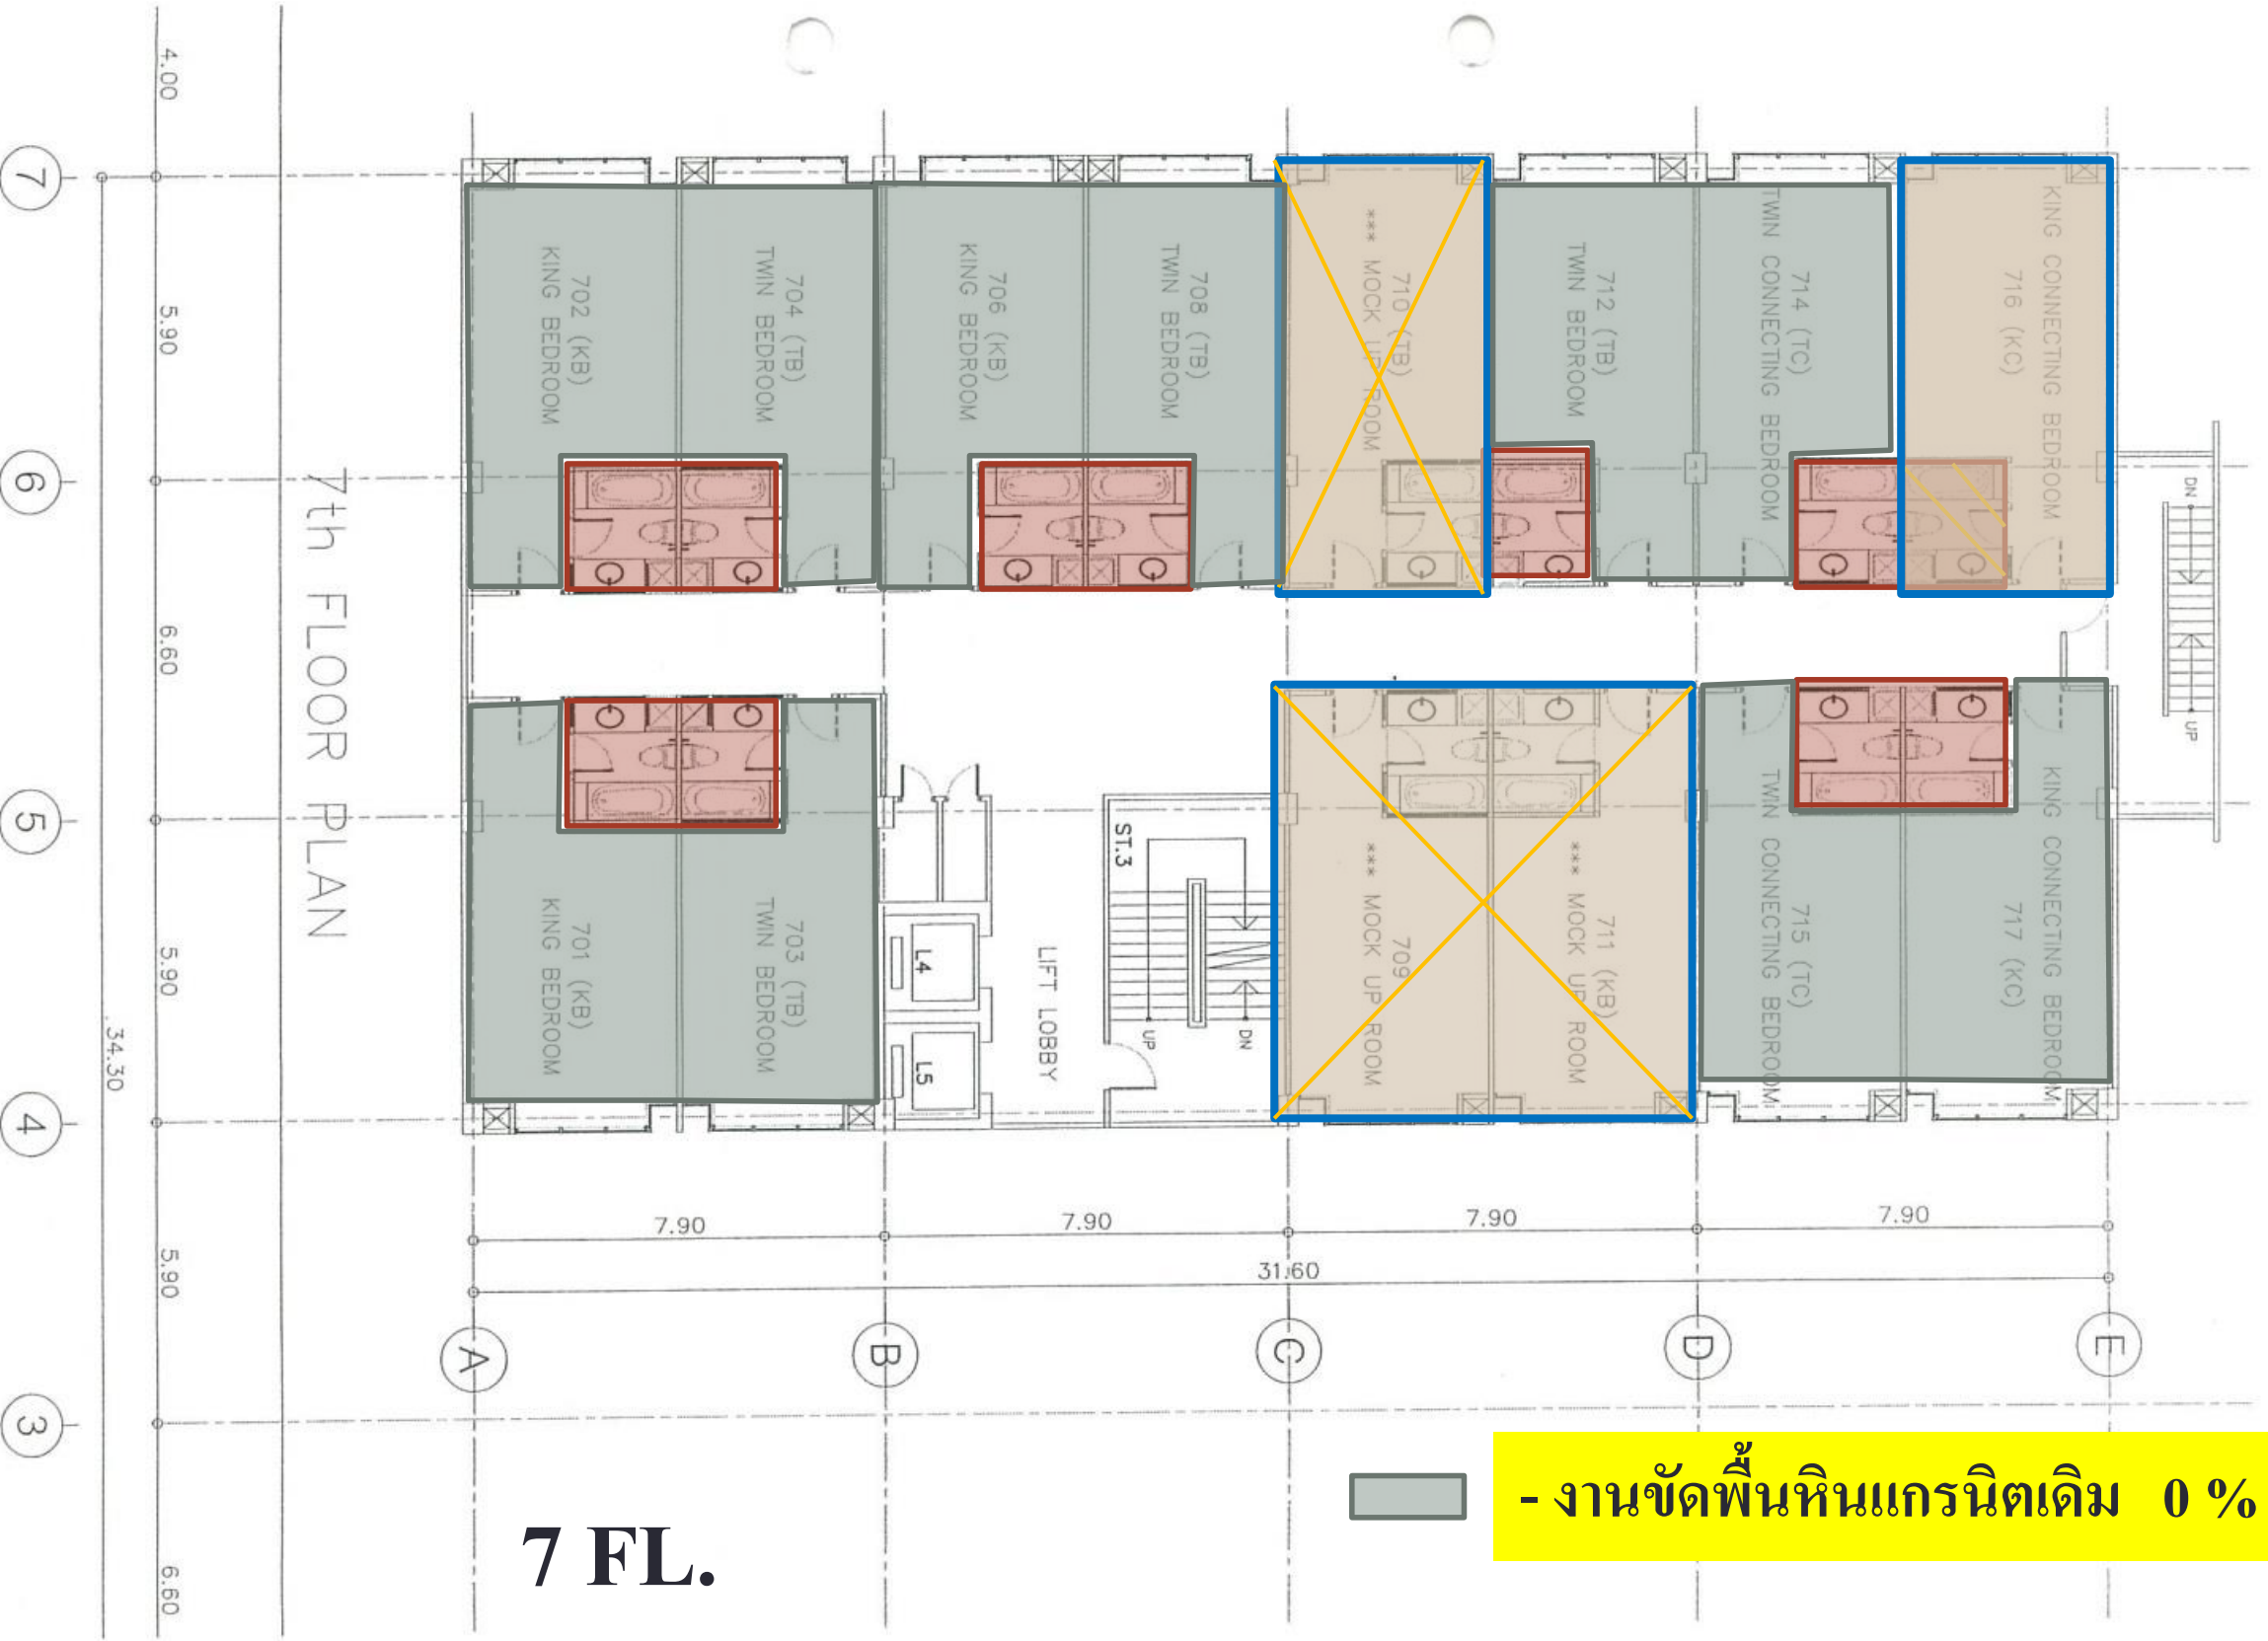 4.00
5.90
6.60
5.90
5.90
6.60
34.30
7
6
5
4
3
7th FLOOR PLAN
702 (KB)
KING BEDROOM
704 (TB)
TWIN BEDROOM
706 (KB)
KING BEDROOM
708 (TB)
TWIN BEDROOM
710 (TB)
*** MOCK UP ROOM
712 (TB)
TWIN BEDROOM
714 (TC)
TWIN CONNECTING BEDROOM
KING CONNECTING BEDROOM
716 (KC)
DN
UP
701 (KB)
KING BEDROOM
703 (TB)
TWIN BEDROOM
L4
L5
LIFT LOBBY
ST.3
UP
DN
709
*** MOCK UP ROOM
711 (KB)
*** MOCK UP ROOM
715 (TC)
TWIN CONNECTING BEDROOM
KING CONNECTING BEDROOM
717 (KC)
7.90
7.90
7.90
7.90
31.60
A
B
C
D
E
- งานขัดพื้นหินแกรนิตเดิม 0 %
7 FL.